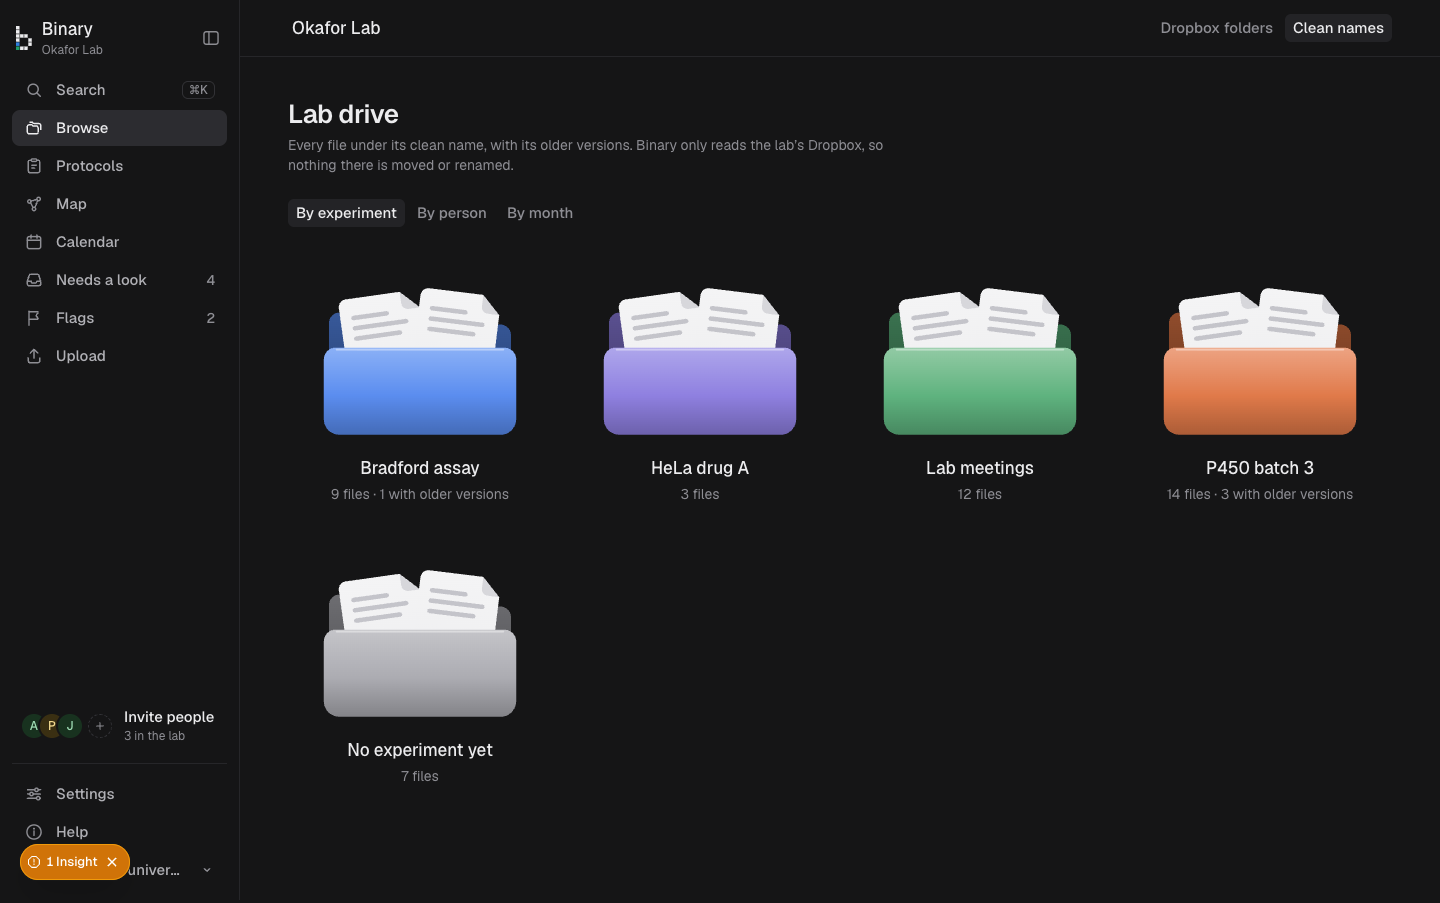 Binary
Okafor Lab
Search
⌘K
Browse
Protocols
Map
Calendar
Needs a look 4
Flags 2
Upload
A P J +
Invite people
3 in the lab
Settings
Help
1 Insight
univer...
Okafor Lab
Dropbox folders
Clean names
Lab drive
Every file under its clean name, with its older versions. Binary only reads the lab’s Dropbox, so
nothing there is moved or renamed.
By experiment
By person
By month
Bradford assay
9 files · 1 with older versions
HeLa drug A
3 files
Lab meetings
12 files
P450 batch 3
14 files · 3 with older versions
No experiment yet
7 files